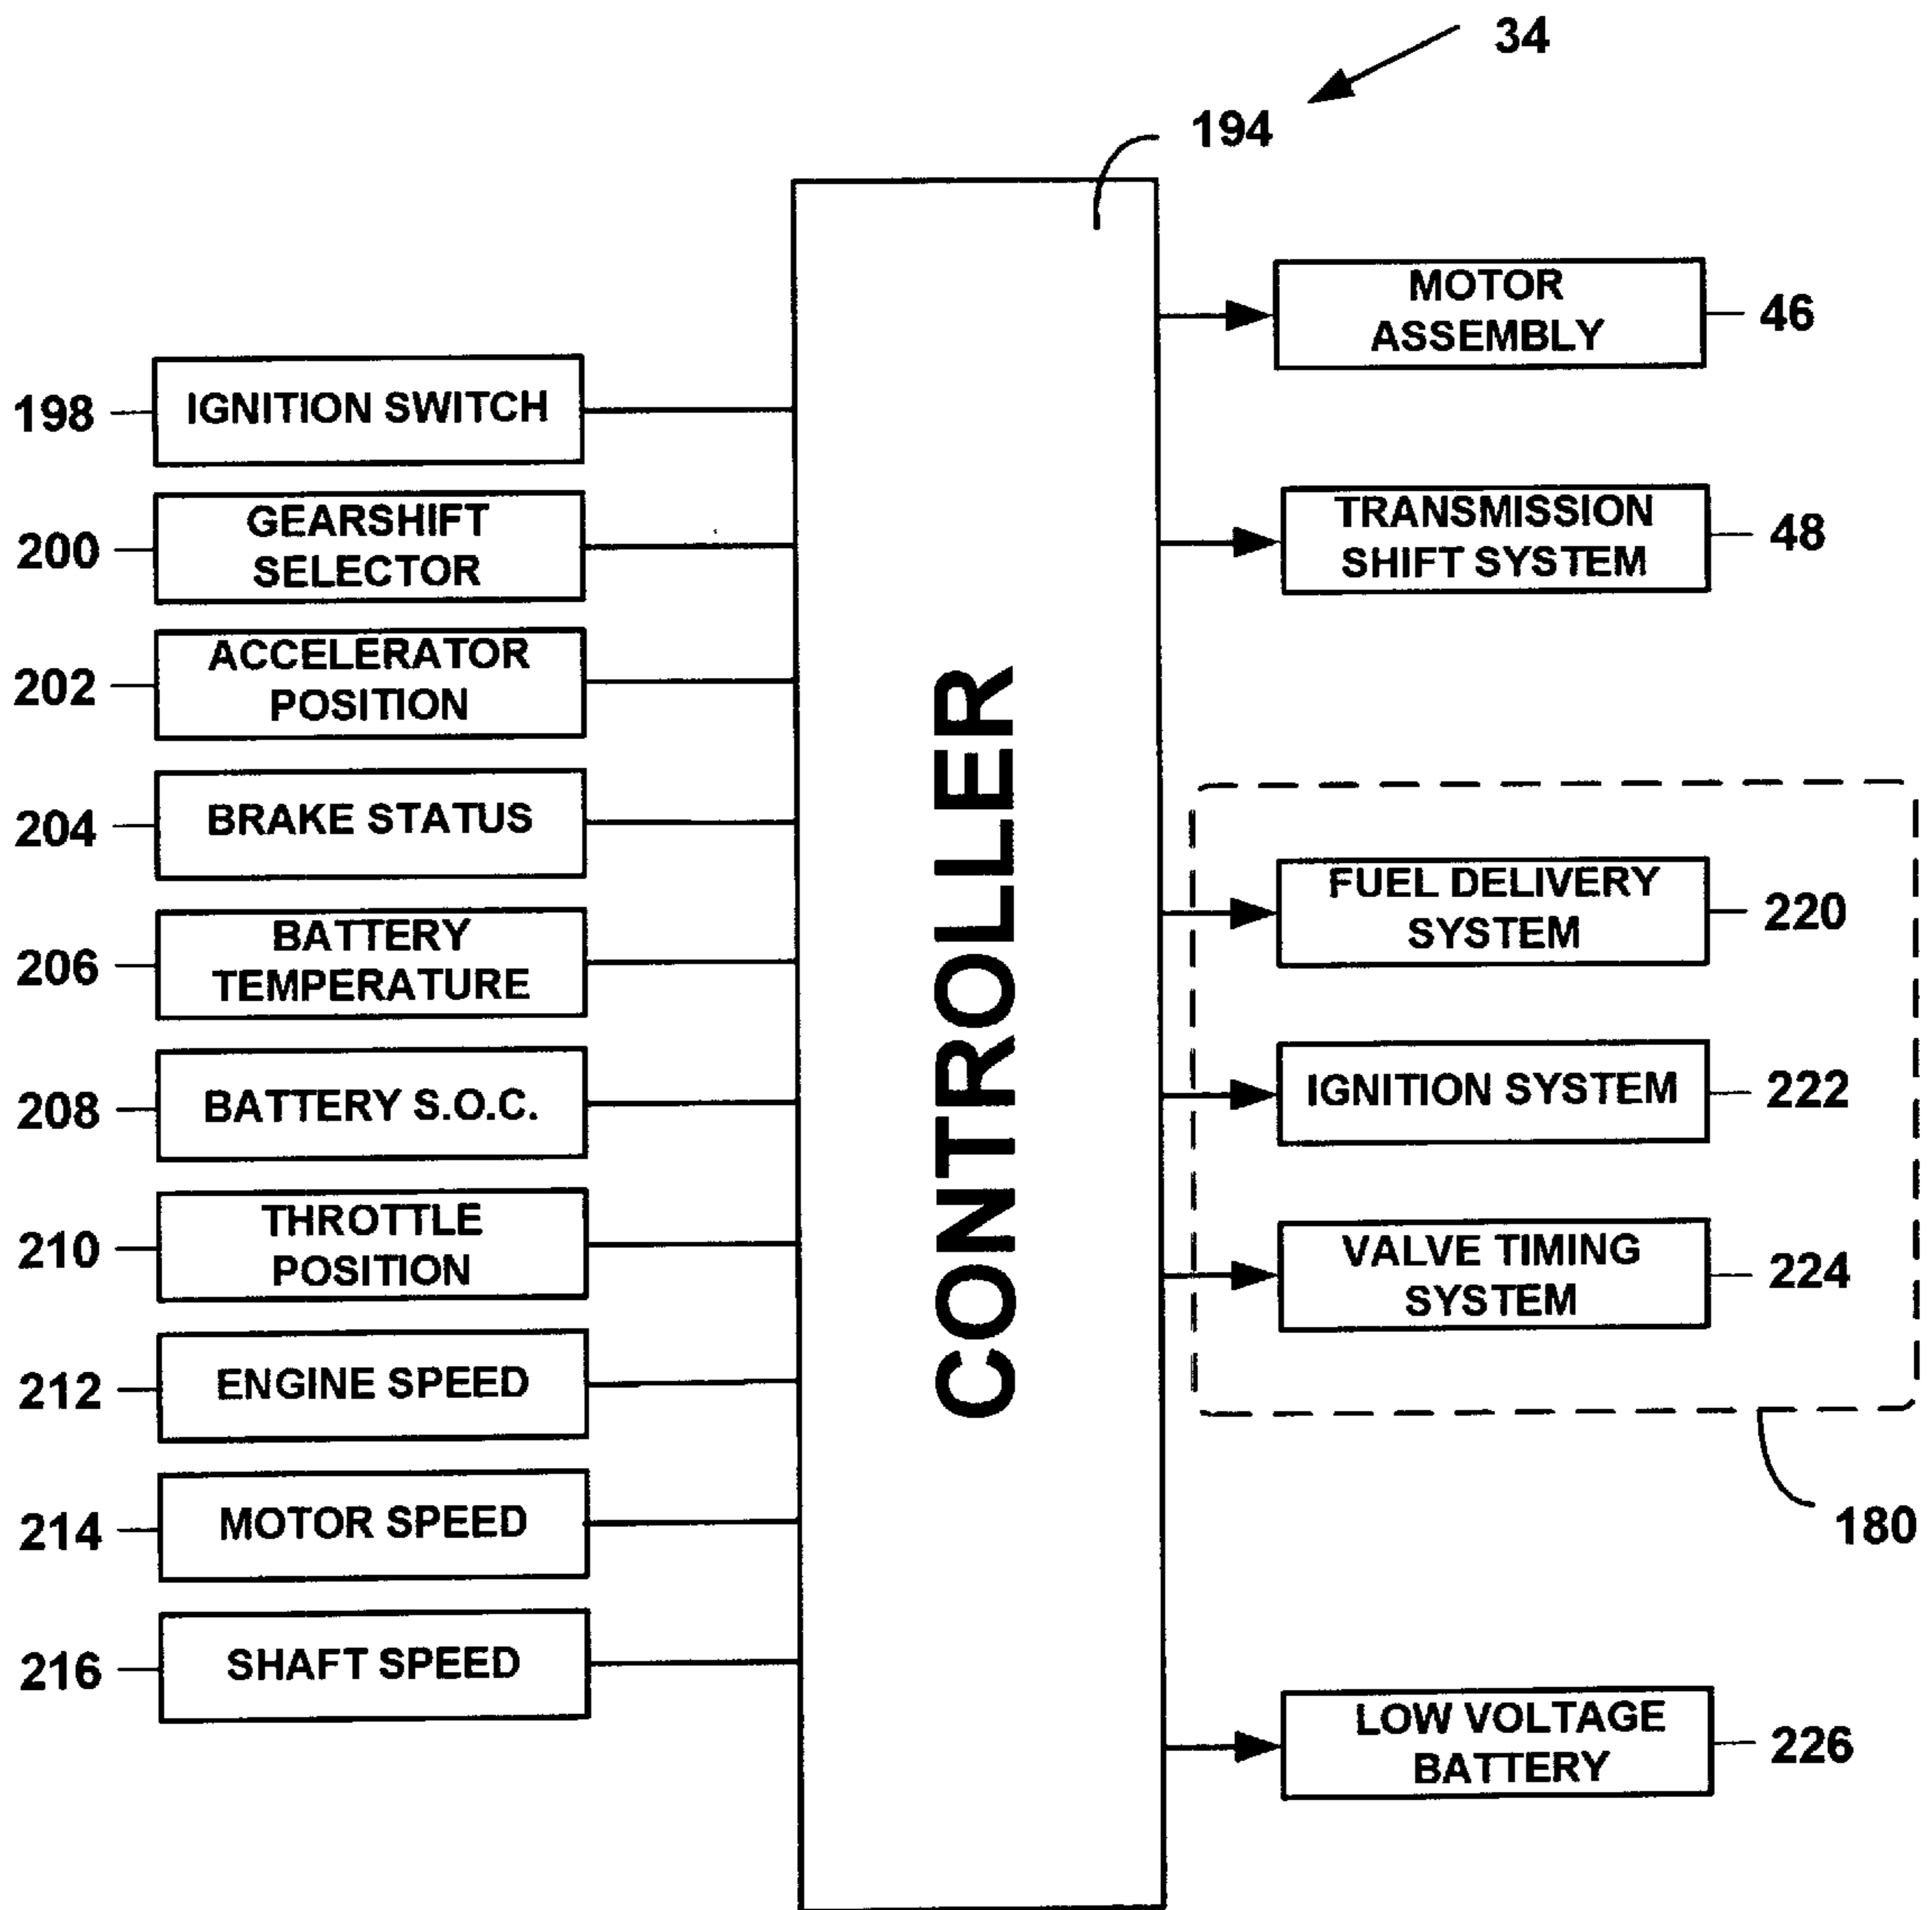 34
194
MOTOR
ASSEMBLY
46
198
IGNITION SWITCH
TRANSMISSION
SHIFT SYSTEM
48
200
GEARSHIFT
SELECTOR
202
ACCELERATOR
POSITION
204
BRAKE STATUS
206
BATTERY
TEMPERATURE
208
BATTERY S.O.C.
210
THROTTLE
POSITION
212
ENGINE SPEED
214
MOTOR SPEED
216
SHAFT SPEED
CONTROLLER
FUEL DELIVERY
SYSTEM
220
IGNITION SYSTEM
222
VALVE TIMING
SYSTEM
224
180
LOW VOLTAGE
BATTERY
226